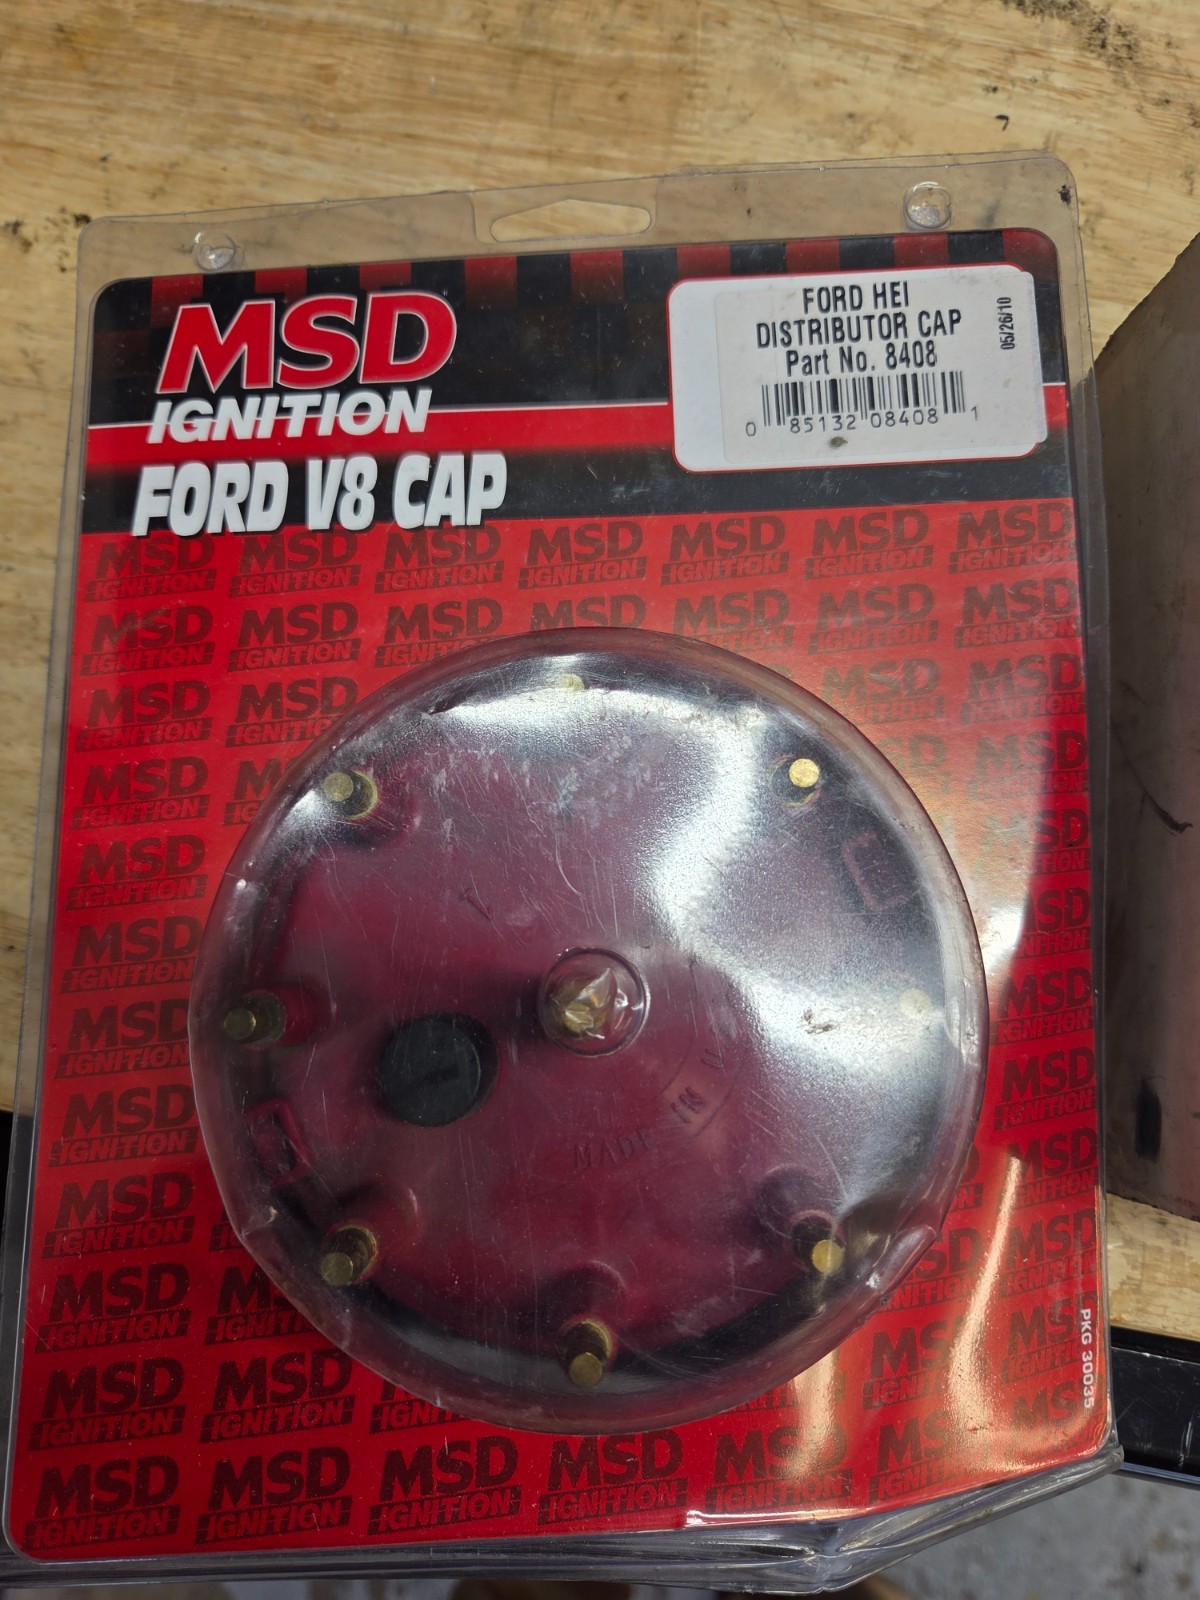 MSD
IGNITION
FORD V8 CAP
FORD HEI
DISTRIBUTOR CAP
Part No. 8408
0 85132 08408 1
05/26/10
MADE IN U
PKG 30035